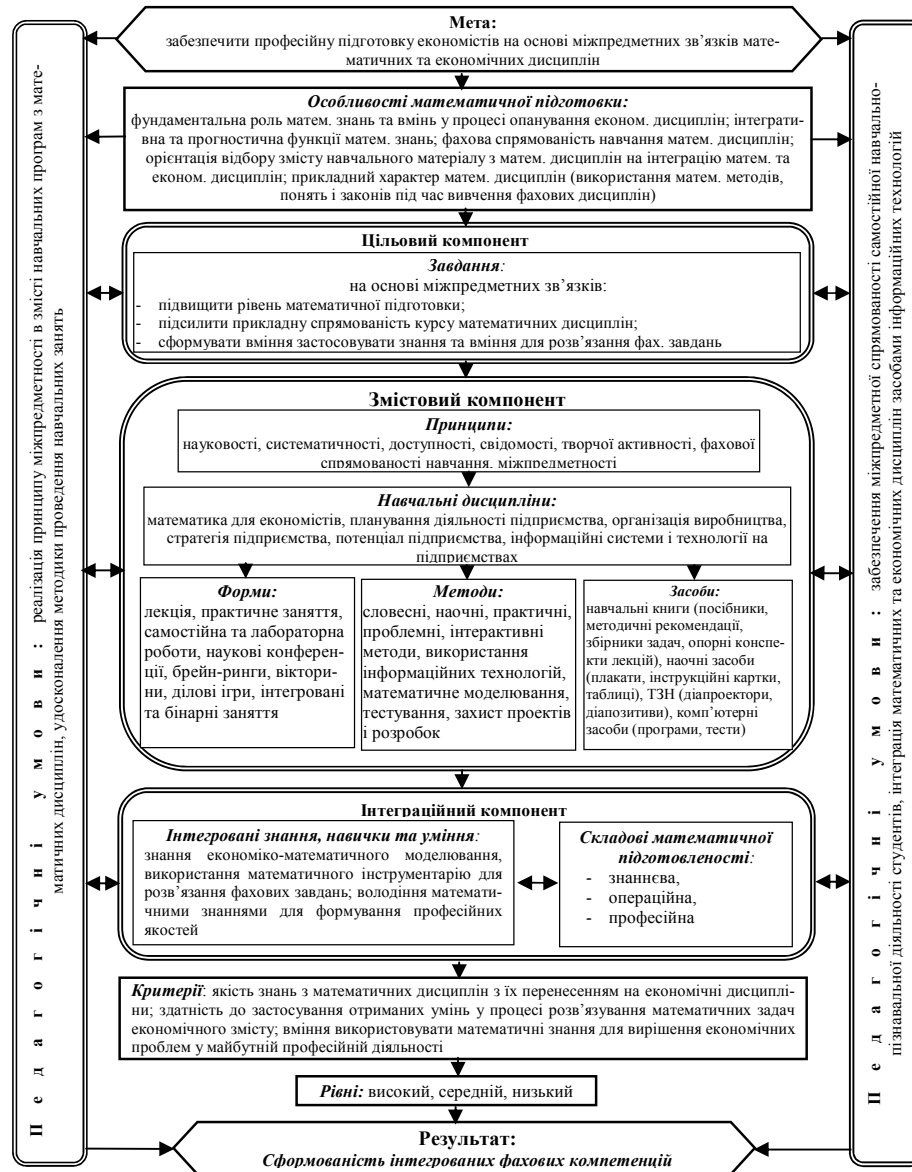 Мета:
забезпечити професійну підготовку економістів на основі міжпредметних зв’язків мате-
матичних та економічних дисциплін
Особливості математичної підготовки:
фундаментальна роль матем. знань та вмінь у процесі опанування економ. дисциплін; інтегратив-
на та прогностична функції матем. знань; фахова спрямованість навчання матем. дисциплін;
орієнтація відбору змісту навчального матеріалу з матем. дисциплін на інтеграцію матем. та
економ. дисциплін; прикладний характер матем. дисциплін (використання матем. методів,
понять і законів під час вивчення фахових дисциплін)
Цільовий компонент
Завдання:
на основі міжпредметних зв’язків:
- підвищити рівень математичної підготовки;
- підсилити прикладну спрямованість курсу математичних дисциплін;
- сформувати вміння застосовувати знання та вміння для розв’язання фах. завдань
Змістовий компонент
Принципи:
науковості, систематичності, доступності, свідомості, творчої активності, фахової
спрямованості навчання, міжпредметності
Навчальні дисципліни:
математика для економістів, планування діяльності підприємства, організація виробництва,
стратегія підприємства, потенціал підприємства, інформаційні системи і технології на
підприємствах
Форми:
лекція, практичне заняття,
самостійна та лабораторна
роботи, наукові конферен-
ції, брейн-ринги, віктори-
ни, ділові ігри, інтегровані
та бінарні заняття
Методи:
словесні, наочні, практичні,
проблемні, інтерактивні
методи, використання
інформаційних технологій,
математичне моделювання,
тестування, захист проектів
і розробок
Засоби:
навчальні книги (посібники,
методичні рекомендації,
збірники задач, опорні конспе-
кти лекцій), наочні засоби
(плакати, інструкційні картки,
таблиці), ТЗН (діапроектори,
діапозитиви), комп’ютерні
засоби (програми, тести)
Інтеграційний компонент
Інтегровані знання, навички та уміння:
знання економіко-математичного моделювання,
використання математичного інструментарію для
розв’язання фахових завдань; володіння математи-
чними знаннями для формування професійних
якостей
Складові математичної
підготовленості:
- знаннєва,
- операційна,
- професійна
Критерії: якість знань з математичних дисциплін з їх перенесенням на економічні дисциплі-
ни; здатність до застосування отриманих умінь у процесі розв’язування математичних задач
економічного змісту; вміння використовувати математичні знання для вирішення економічних
проблем у майбутній професійній діяльності
Рівні: високий, середній, низький
Результат:
Сформованість інтегрованих фахових компетенцій
Педагогічні умови: реалізація принципу міжпредметності в змісті навчальних програм з мате-
матичних дисциплін, удосконалення методики проведення навчальних занять
Педагогічні умови: забезпечення міжпредметної спрямованості самостійної навчально-
пізнавальної діяльності студентів, інтеграція математичних та економічних дисциплін засобами інформаційних технологій